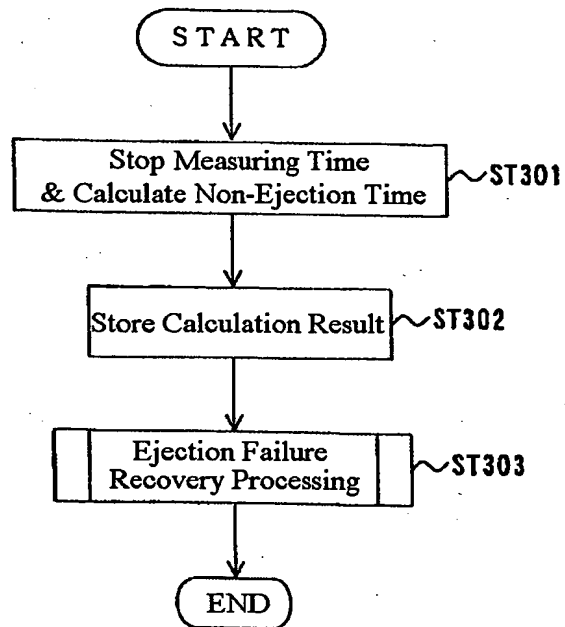 START
Stop Measuring Time
& Calculate Non-Ejection Time
ST301
Store Calculation Result
ST302
Ejection Failure
Recovery Processing
ST303
END